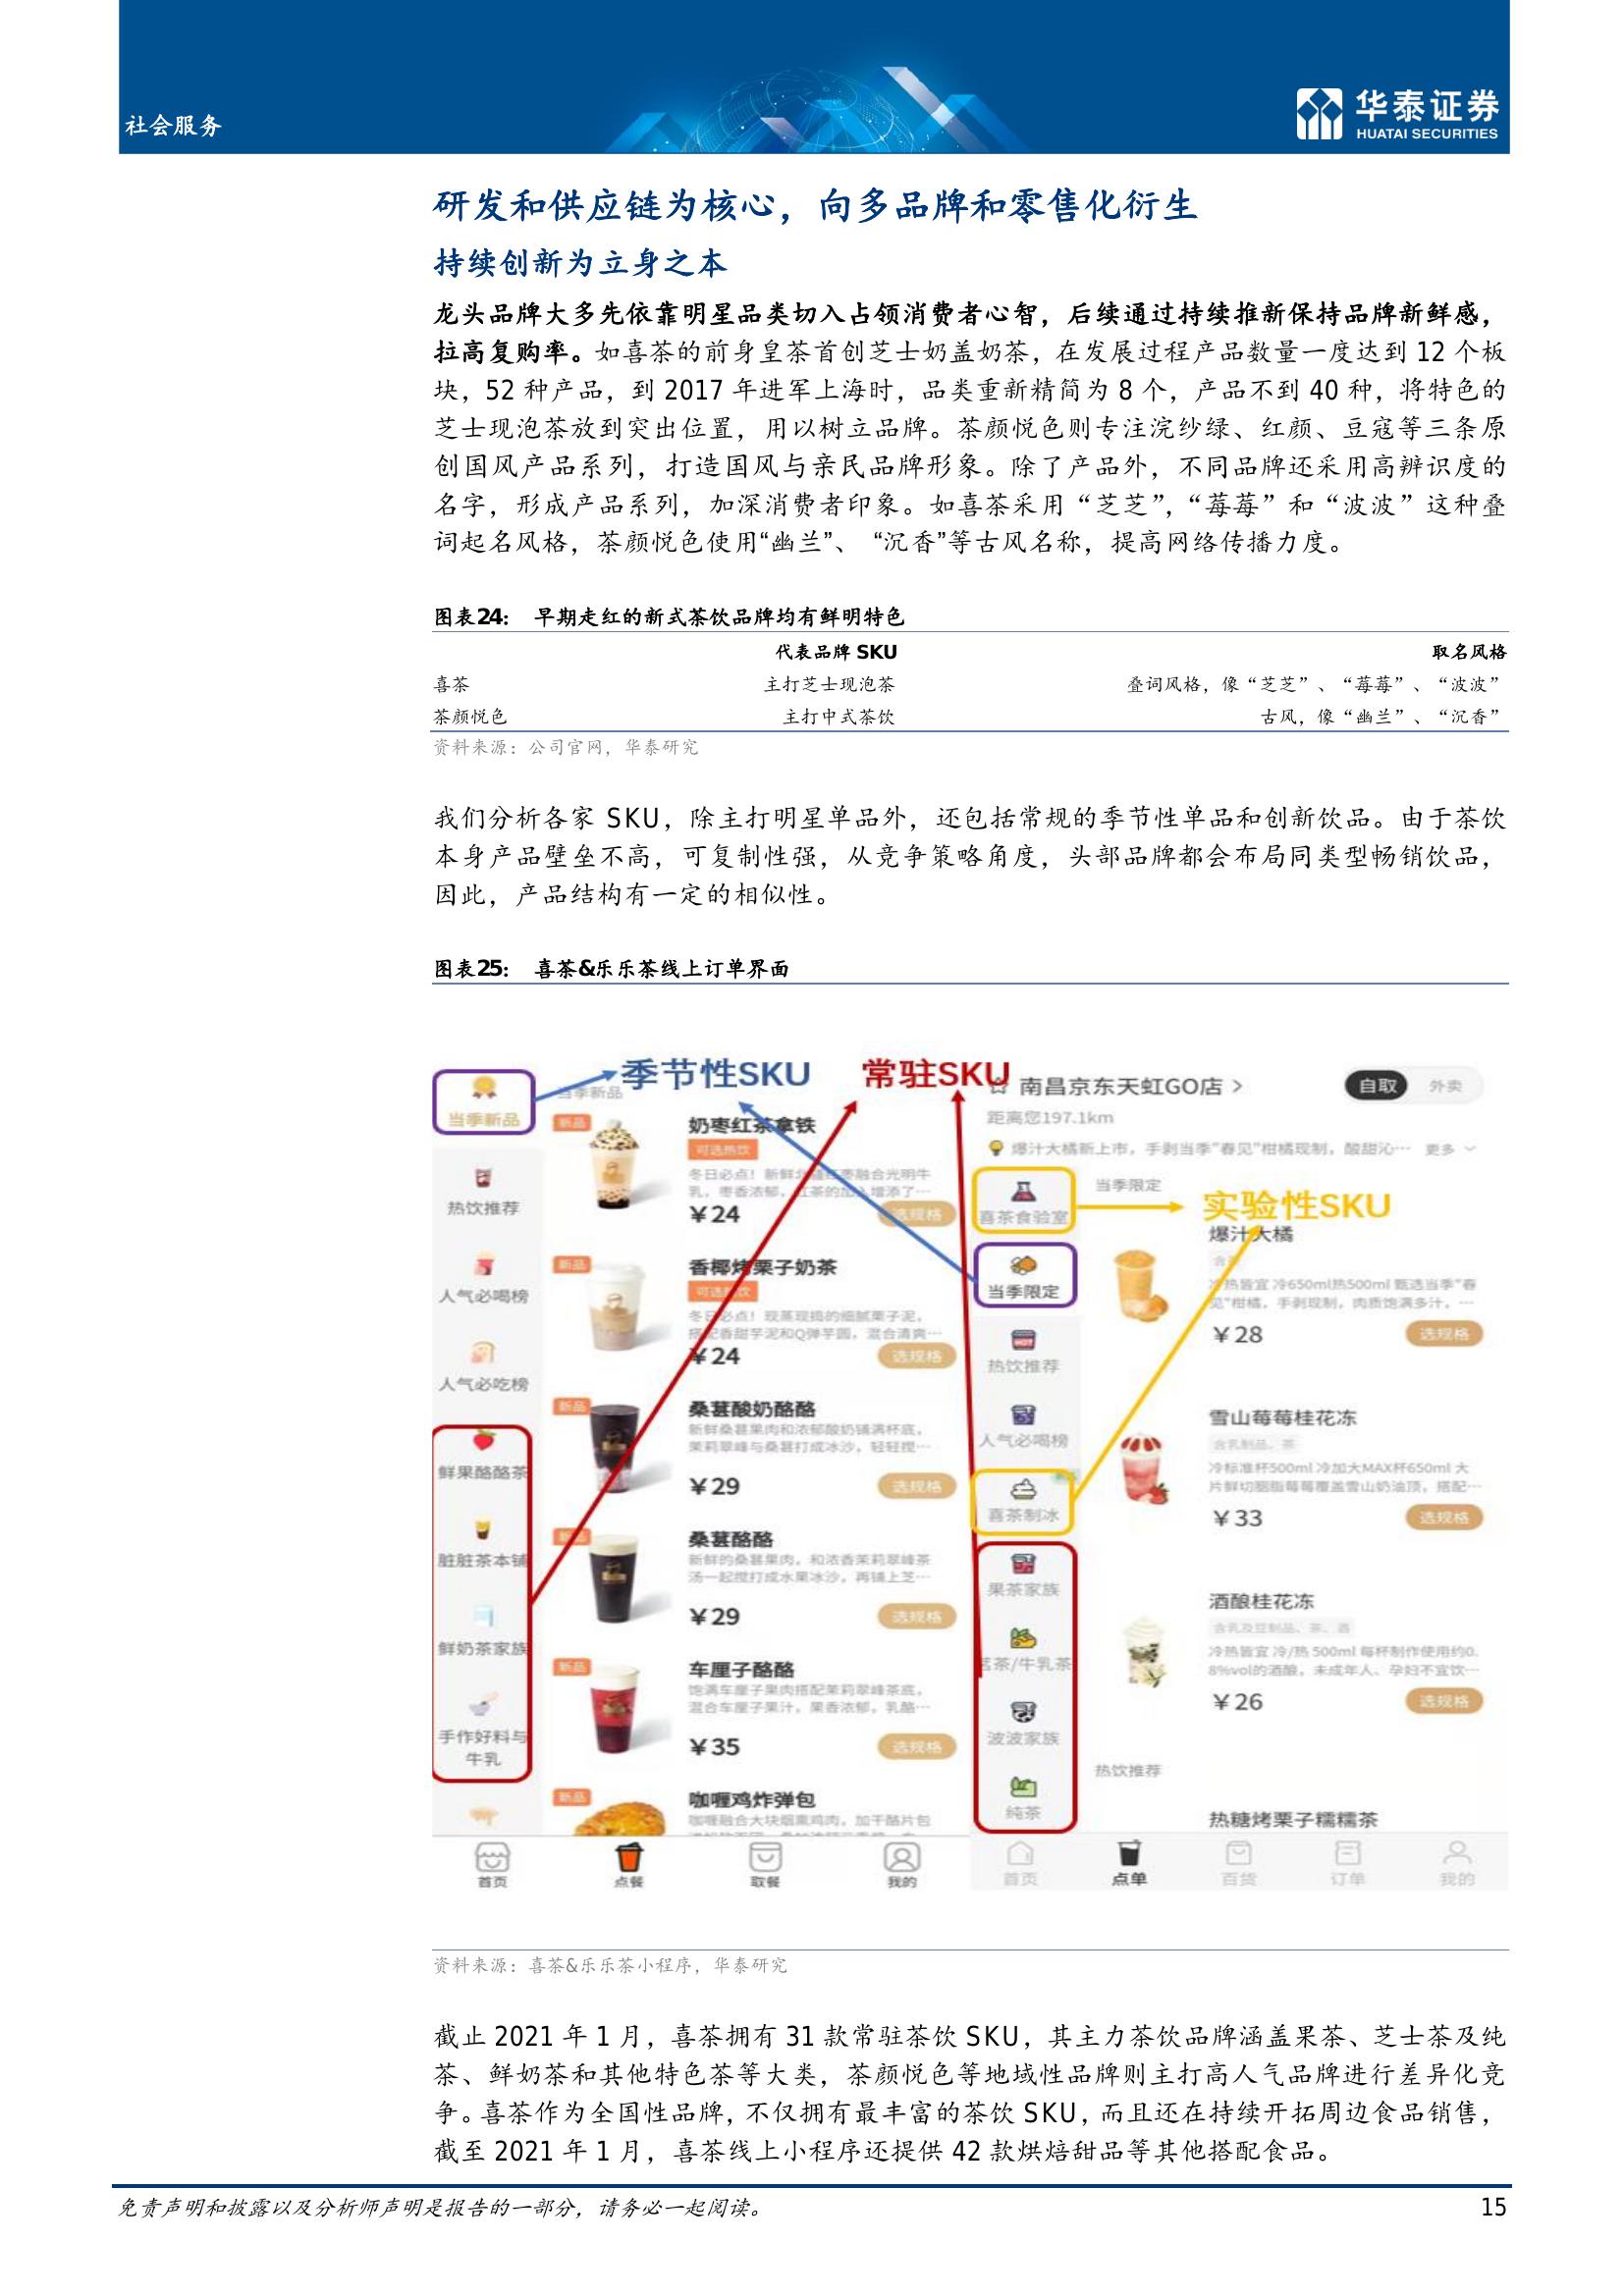 社会服务
华泰证券
HUATAI SECURITIES
研发和供应链为核心，向多品牌和零售化衍生
持续创新为立身之本
龙头品牌大多先依靠明星品类切入占领消费者心智，后续通过持续推新保持品牌新鲜感，
拉高复购率。如喜茶的前身皇茶首创芝士奶盖奶茶，在发展过程产品数量一度达到 12 个板
块，52 种产品，到 2017 年进军上海时，品类重新精简为 8 个，产品不到 40 种，将特色的
芝士现泡茶放到突出位置，用以树立品牌。茶颜悦色则专注浣纱绿、红颜、豆寇等三条原
创国风产品系列，打造国风与亲民品牌形象。除了产品外，不同品牌还采用高辨识度的
名字，形成产品系列，加深消费者印象。如喜茶采用“芝芝”，“莓莓”和“波波”这种叠
词起名风格，茶颜悦色使用“幽兰”、 “沉香”等古风名称，提高网络传播力度。
图表24： 早期走红的新式茶饮品牌均有鲜明特色
代表品牌 SKU 取名风格
喜茶 主打芝士现泡茶 叠词风格，像“芝芝”、“莓莓”、“波波”
茶颜悦色 主打中式茶饮 古风，像“幽兰”、“沉香”
资料来源：公司官网，华泰研究
我们分析各家 SKU，除主打明星单品外，还包括常规的季节性单品和创新饮品。由于茶饮
本身产品壁垒不高，可复制性强，从竞争策略角度，头部品牌都会布局同类型畅销饮品，
因此，产品结构有一定的相似性。
图表25： 喜茶&乐乐茶线上订单界面
季节性SKU
常驻SKU
当季新品
当季新品
热饮推荐
人气必喝榜
人气必吃榜
鲜果酪酪茶
脏脏茶本铺
鲜奶茶家族
手作好料与
牛乳
新品
奶枣红茶拿铁
可选热饮
¥24
选规格
新品
香椰烤栗子奶茶
可选热饮
冬日必点！现蒸现捣的细腻栗子泥，
搭配香甜芋泥和Q弹芋圆，混合清爽…
¥24
选规格
新品
桑葚酸奶酪酪
新鲜桑葚果肉和浓郁酸奶铺满杯底，
茉莉翠峰与桑葚打成冰沙，轻轻搅…
¥29
选规格
新品
桑葚酪酪
新鲜的桑葚果肉，和浓香茉莉翠峰茶
汤一起搅打成水果冰沙，再铺上芝…
¥29
选规格
新品
车厘子酪酪
饱满车厘子果肉搭配茉莉翠峰茶底，
混合车厘子果汁，果香浓郁，乳酪…
¥35
选规格
新品
咖喱鸡炸弹包
咖喱融合大块烟熏鸡肉，加干酪片包
首页
点餐
取餐
我的
南昌京东天虹GO店 >
自取
外卖
距离您197.1km
爆汁大橘新上市，手剥当季“春见”柑橘现制，酸甜沁… 更多
喜茶食验室
当季限定
热饮推荐
人气必喝榜
喜茶制冰
果茶家族
茗茶/牛乳茶
波波家族
纯茶
当季限定
实验性SKU
爆汁大橘
冷热皆宜 冷650ml热500ml 甄选当季“春
见”柑橘，手剥现制，肉质饱满多汁，…
¥28
选规格
雪山莓莓桂花冻
含乳制品、茶
冷标准杯500ml 冷加大MAX杯650ml 大
片鲜切胭脂莓莓覆盖雪山奶油顶，搭配…
¥33
选规格
酒酿桂花冻
含乳及豆制品、茶、酒
冷热皆宜 冷/热 500ml 每杯制作使用约0.
8%vol的酒酿，未成年人、孕妇不宜饮…
¥26
选规格
热饮推荐
热糖烤栗子糯糯茶
首页
点单
百货
订单
我的
资料来源：喜茶&乐乐茶小程序，华泰研究
截止 2021 年 1 月，喜茶拥有 31 款常驻茶饮 SKU，其主力茶饮品牌涵盖果茶、芝士茶及纯
茶、鲜奶茶和其他特色茶等大类，茶颜悦色等地域性品牌则主打高人气品牌进行差异化竞
争。喜茶作为全国性品牌，不仅拥有最丰富的茶饮 SKU，而且还在持续开拓周边食品销售，
截至 2021 年 1 月，喜茶线上小程序还提供 42 款烘焙甜品等其他搭配食品。
免责声明和披露以及分析师声明是报告的一部分，请务必一起阅读。
15